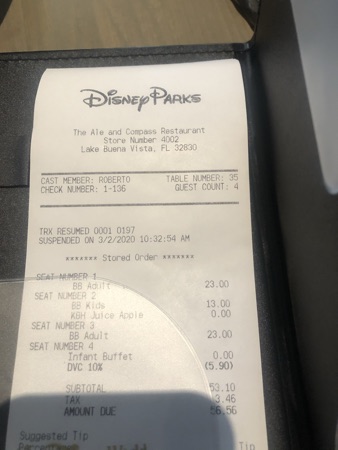 Disney Parks
The Ale and Compass Restaurant
Store Number 4002
Lake Buena Vista, FL 32830
CAST MEMBER: ROBERTO TABLE NUMBER: 35
CHECK NUMBER: 1-136 GUEST COUNT: 4
TRX RESUMED 0001 0197
SUSPENDED ON 3/2/2020 10:32:54 AM
******* Stored Order *******
SEAT NUMBER 1
BB Adult 23.00
SEAT NUMBER 2
BB Kids 13.00
KBH Juice Apple 0.00
SEAT NUMBER 3
BB Adult 23.00
SEAT NUMBER 4
Infant Buffet 0.00
DVC 10% (5.90)
SUBTOTAL 53.10
TAX 3.46
AMOUNT DUE 56.56
Suggested Tip
Tip